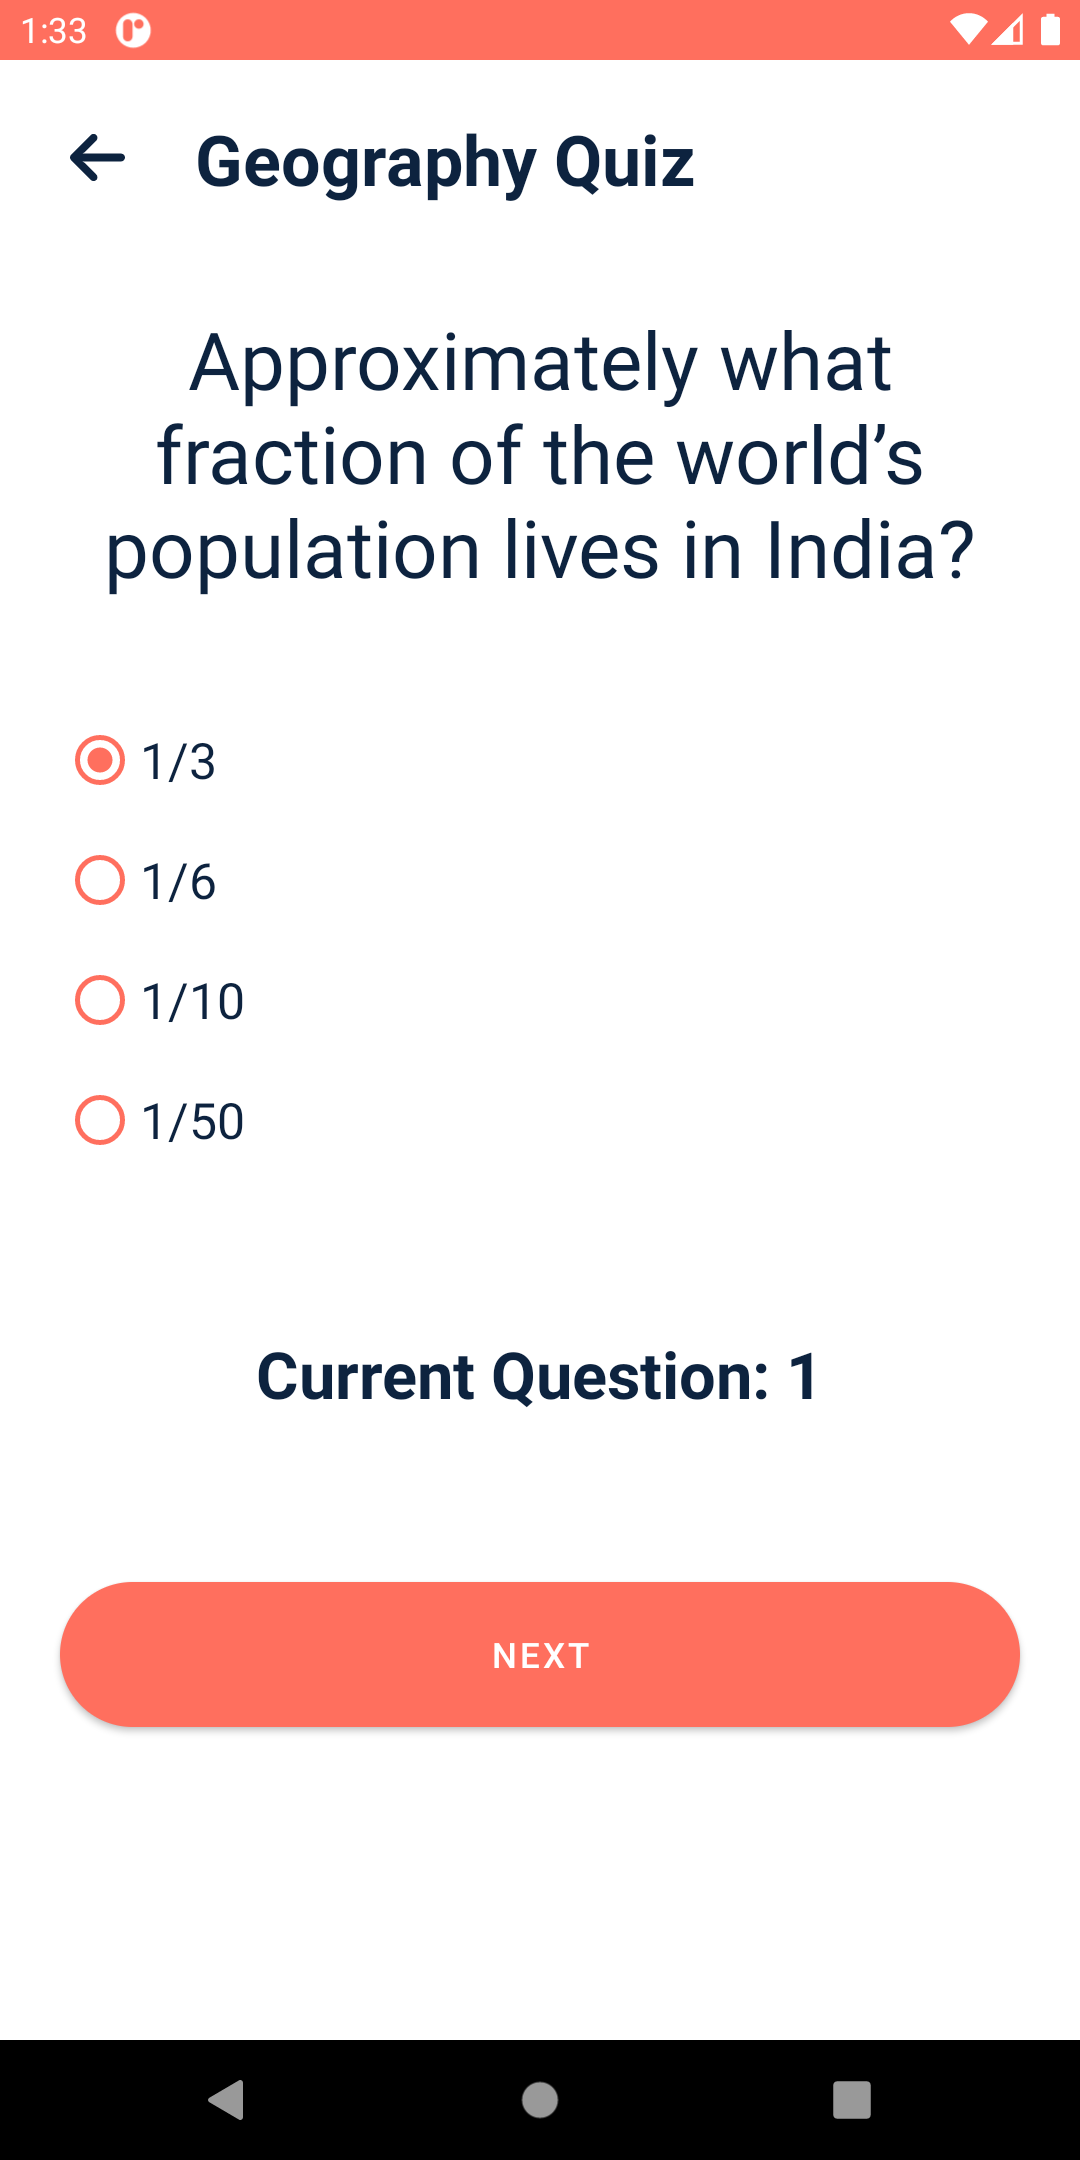 1:33
Geography Quiz
Approximately what
fraction of the world’s
population lives in India?
1/3
1/6
1/10
1/50
Current Question: 1
NEXT